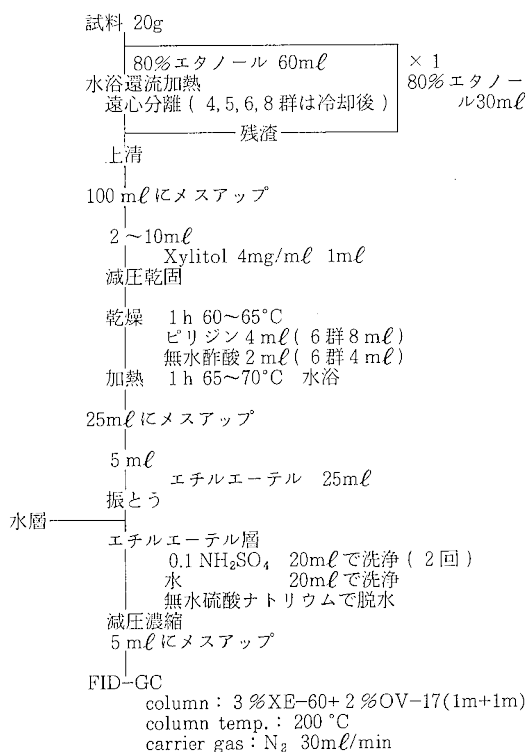 試料 20g
80%エタノール 60mℓ
× 1
水浴還流加熱
80%エタノー
ル30mℓ
遠心分離 ( 4,5,6,8 群は冷却後 )
残渣
上清
100 mℓにメスアップ
2 ～10mℓ
Xylitol 4mg/mℓ 1mℓ
減圧乾固
乾燥 1 h 60～65°C
ピリジン 4 mℓ( 6 群 8 mℓ)
無水酢酸 2 mℓ( 6 群 4 mℓ)
加熱 1 h 65～70°C 水浴
25mℓにメスアップ
5 mℓ
エチルエーテル 25mℓ
振とう
水層
エチルエーテル層
0.1 NH₂SO₄ 20mℓで洗浄 ( 2 回 )
水 20mℓで洗浄
無水硫酸ナトリウムで脱水
減圧濃縮
5 mℓにメスアップ
FID-GC
column : 3 %XE-60+ 2 %OV-17(1m+1m)
column temp. : 200 °C
carrier gas : N₂ 30mℓ/min